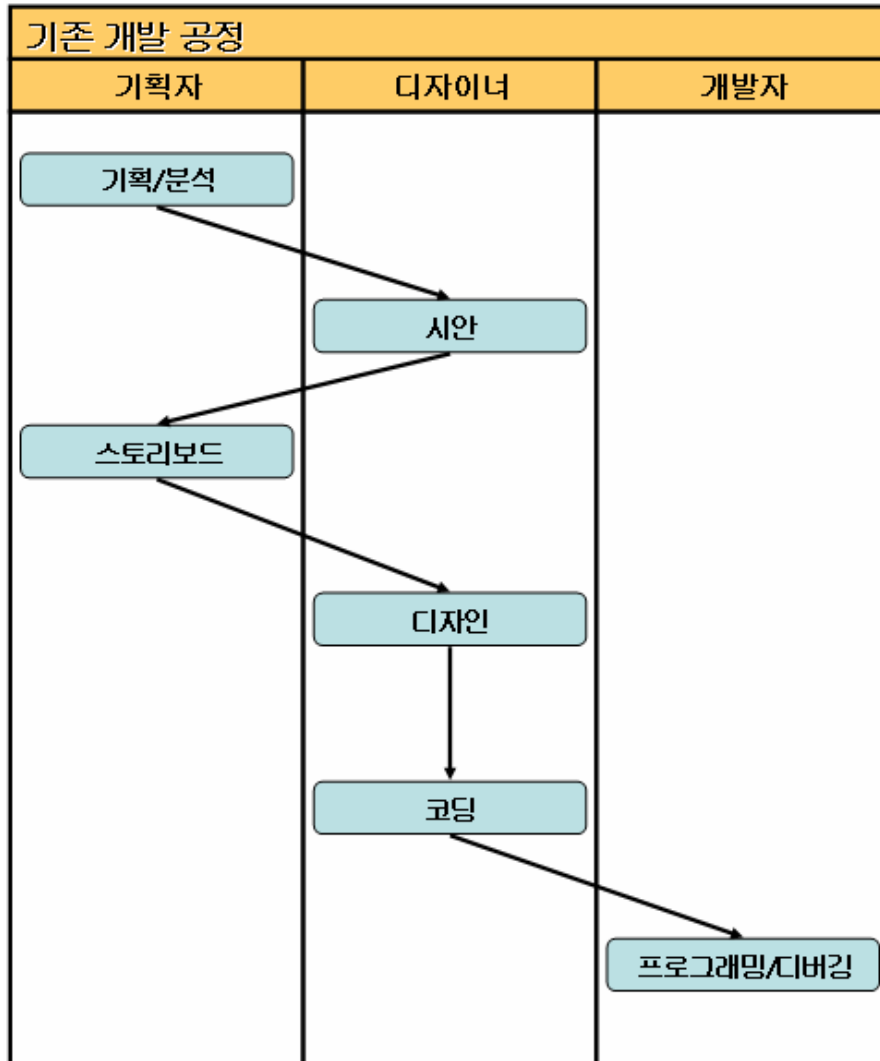 기존 개발 공정
기획자
디자이너
개발자
기획/분석
시안
스토리보드
디자인
코딩
프로그래밍/디버깅